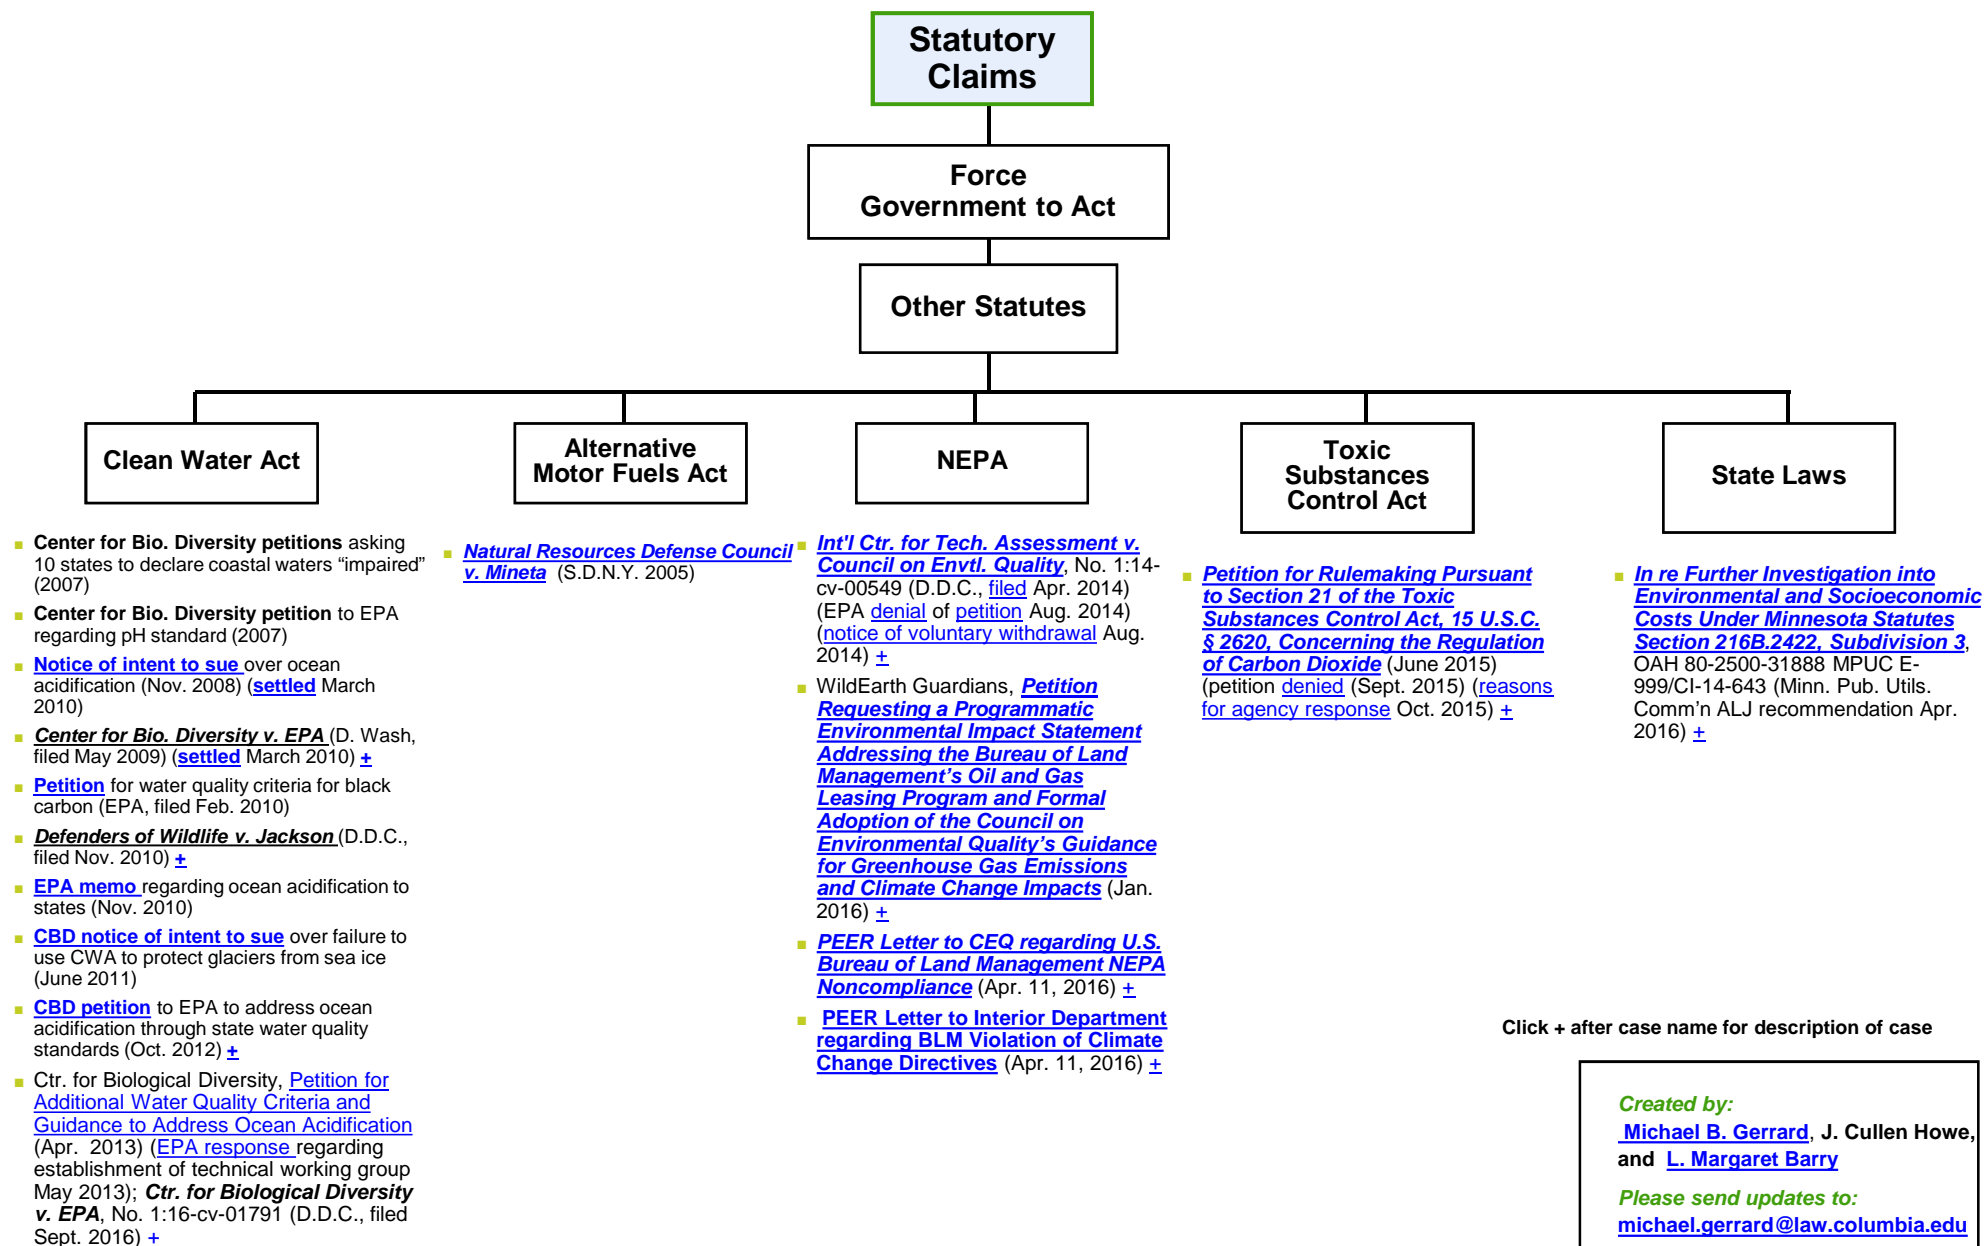 Statutory
Claims
Force
Government to Act
Other Statutes
Clean Water Act
Alternative
Motor Fuels Act
NEPA
Toxic
Substances
Control Act
State Laws
■ Center for Bio. Diversity petitions asking
10 states to declare coastal waters “impaired”
(2007)
■ Center for Bio. Diversity petition to EPA
regarding pH standard (2007)
■ Notice of intent to sue over ocean
acidification (Nov. 2008) (settled March
2010)
■ Center for Bio. Diversity v. EPA (D. Wash,
filed May 2009) (settled March 2010) +
■ Petition for water quality criteria for black
carbon (EPA, filed Feb. 2010)
■ Defenders of Wildlife v. Jackson (D.D.C.,
filed Nov. 2010) +
■ EPA memo regarding ocean acidification to
states (Nov. 2010)
■ CBD notice of intent to sue over failure to
use CWA to protect glaciers from sea ice
(June 2011)
■ CBD petition to EPA to address ocean
acidification through state water quality
standards (Oct. 2012) +
■ Ctr. for Biological Diversity, Petition for
Additional Water Quality Criteria and
Guidance to Address Ocean Acidification
(Apr. 2013) (EPA response regarding
establishment of technical working group
May 2013); Ctr. for Biological Diversity
v. EPA, No. 1:16-cv-01791 (D.D.C., filed
Sept. 2016) +
■ Natural Resources Defense Council
v. Mineta (S.D.N.Y. 2005)
■ Int'l Ctr. for Tech. Assessment v.
Council on Envtl. Quality, No. 1:14-
cv-00549 (D.D.C., filed Apr. 2014)
(EPA denial of petition Aug. 2014)
(notice of voluntary withdrawal Aug.
2014) +
■ WildEarth Guardians, Petition
Requesting a Programmatic
Environmental Impact Statement
Addressing the Bureau of Land
Management’s Oil and Gas
Leasing Program and Formal
Adoption of the Council on
Environmental Quality’s Guidance
for Greenhouse Gas Emissions
and Climate Change Impacts (Jan.
2016) +
■ PEER Letter to CEQ regarding U.S.
Bureau of Land Management NEPA
Noncompliance (Apr. 11, 2016) +
■ PEER Letter to Interior Department
regarding BLM Violation of Climate
Change Directives (Apr. 11, 2016) +
■ Petition for Rulemaking Pursuant
to Section 21 of the Toxic
Substances Control Act, 15 U.S.C.
§ 2620, Concerning the Regulation
of Carbon Dioxide (June 2015)
(petition denied (Sept. 2015) (reasons
for agency response Oct. 2015) +
■ In re Further Investigation into
Environmental and Socioeconomic
Costs Under Minnesota Statutes
Section 216B.2422, Subdivision 3,
OAH 80-2500-31888 MPUC E-
999/CI-14-643 (Minn. Pub. Utils.
Comm’n ALJ recommendation Apr.
2016) +
Click + after case name for description of case
Created by:
Michael B. Gerrard, J. Cullen Howe,
and L. Margaret Barry
Please send updates to:
michael.gerrard@law.columbia.edu